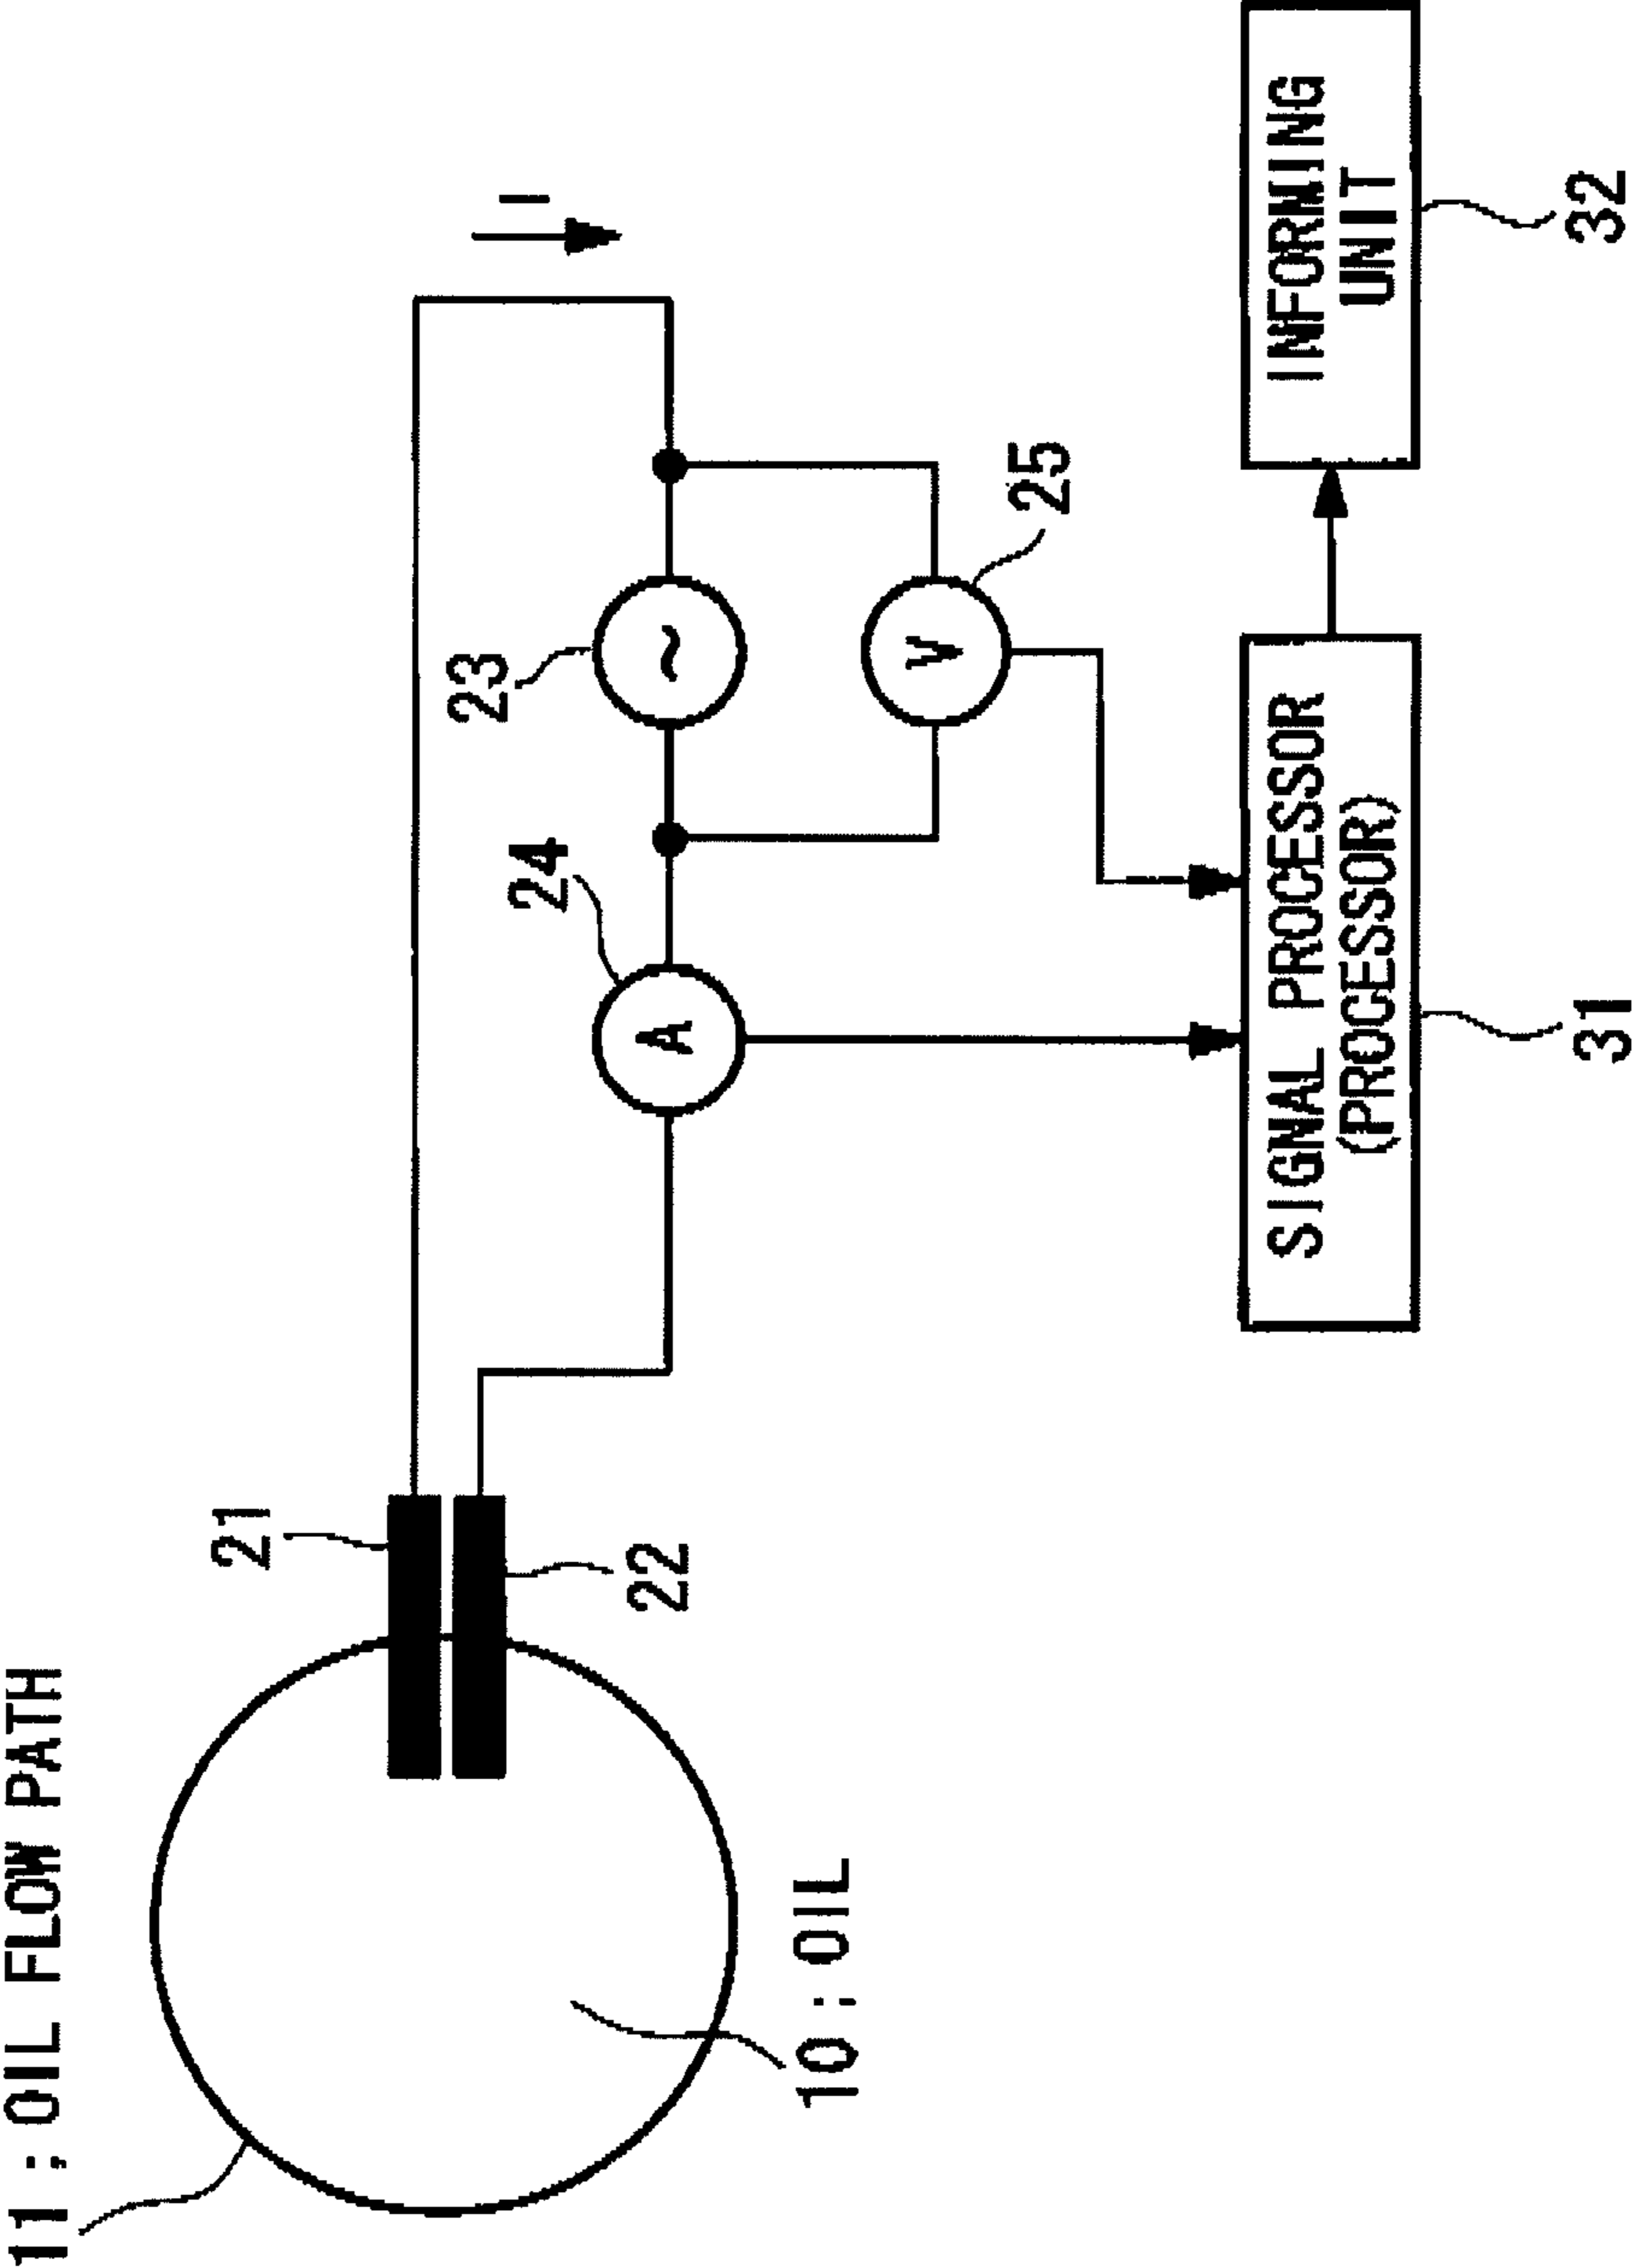 11 ; OIL FLOW PATH
21
23
I
24
22
A
~
10 : OIL
V
25
SIGNAL PROCESSOR
(PROCESSOR)
INFORMING
UNIT
31
32